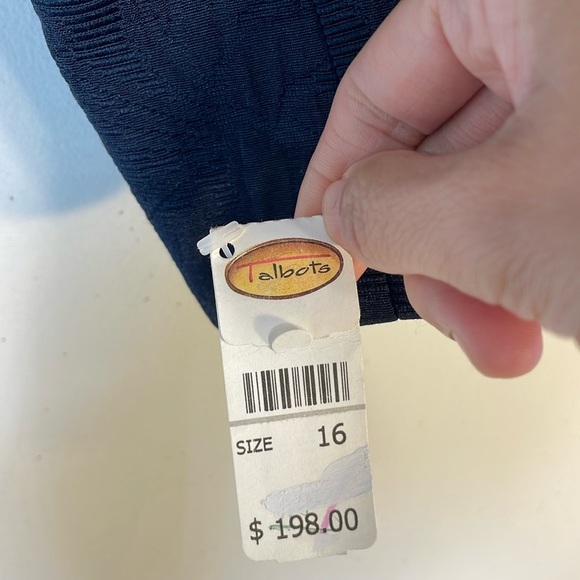 Talbots
SIZE 16
$ 198.00